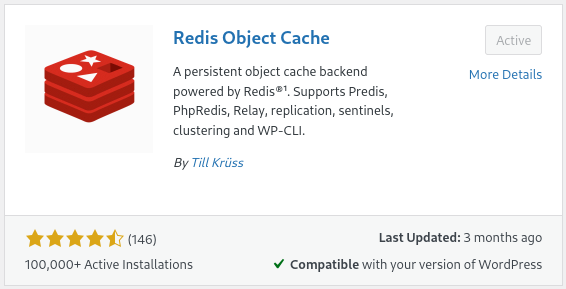 Redis Object Cache
Active
More Details
A persistent object cache backend
powered by Redis®¹. Supports Predis,
PhpRedis, Relay, replication, sentinels,
clustering and WP-CLI.
By Till Krüss
(146)
Last Updated: 3 months ago
100,000+ Active Installations
Compatible with your version of WordPress